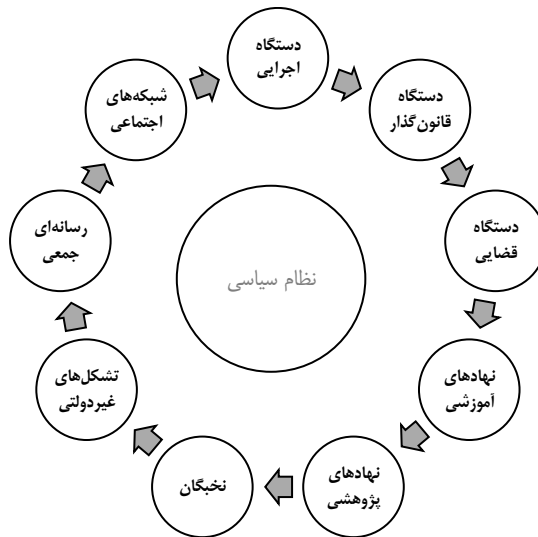 دستگاه
اجرایی
دستگاه
قانون‌گذار
دستگاه
قضایی
نهادهای
آموزشی
نهادهای
پژوهشی
نخبگان
تشکل‌های
غیردولتی
رسانه‌ای
جمعی
شبکه‌های
اجتماعی
نظام سیاسی